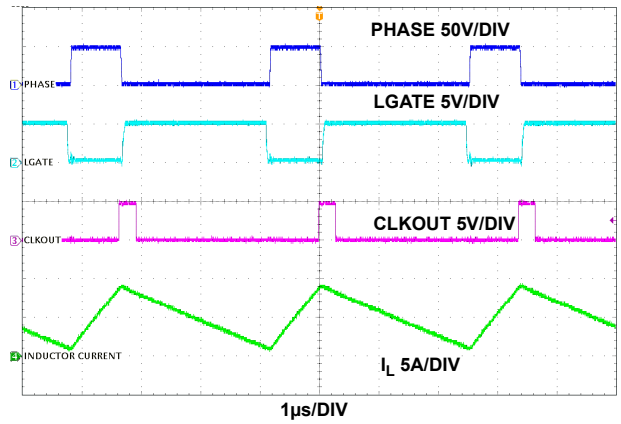 T
PHASE 50V/DIV
1 PHASE
LGATE 5V/DIV
2 LGATE
CLKOUT 5V/DIV
3 CLKOUT
4 INDUCTOR CURRENT
IL 5A/DIV
1µs/DIV